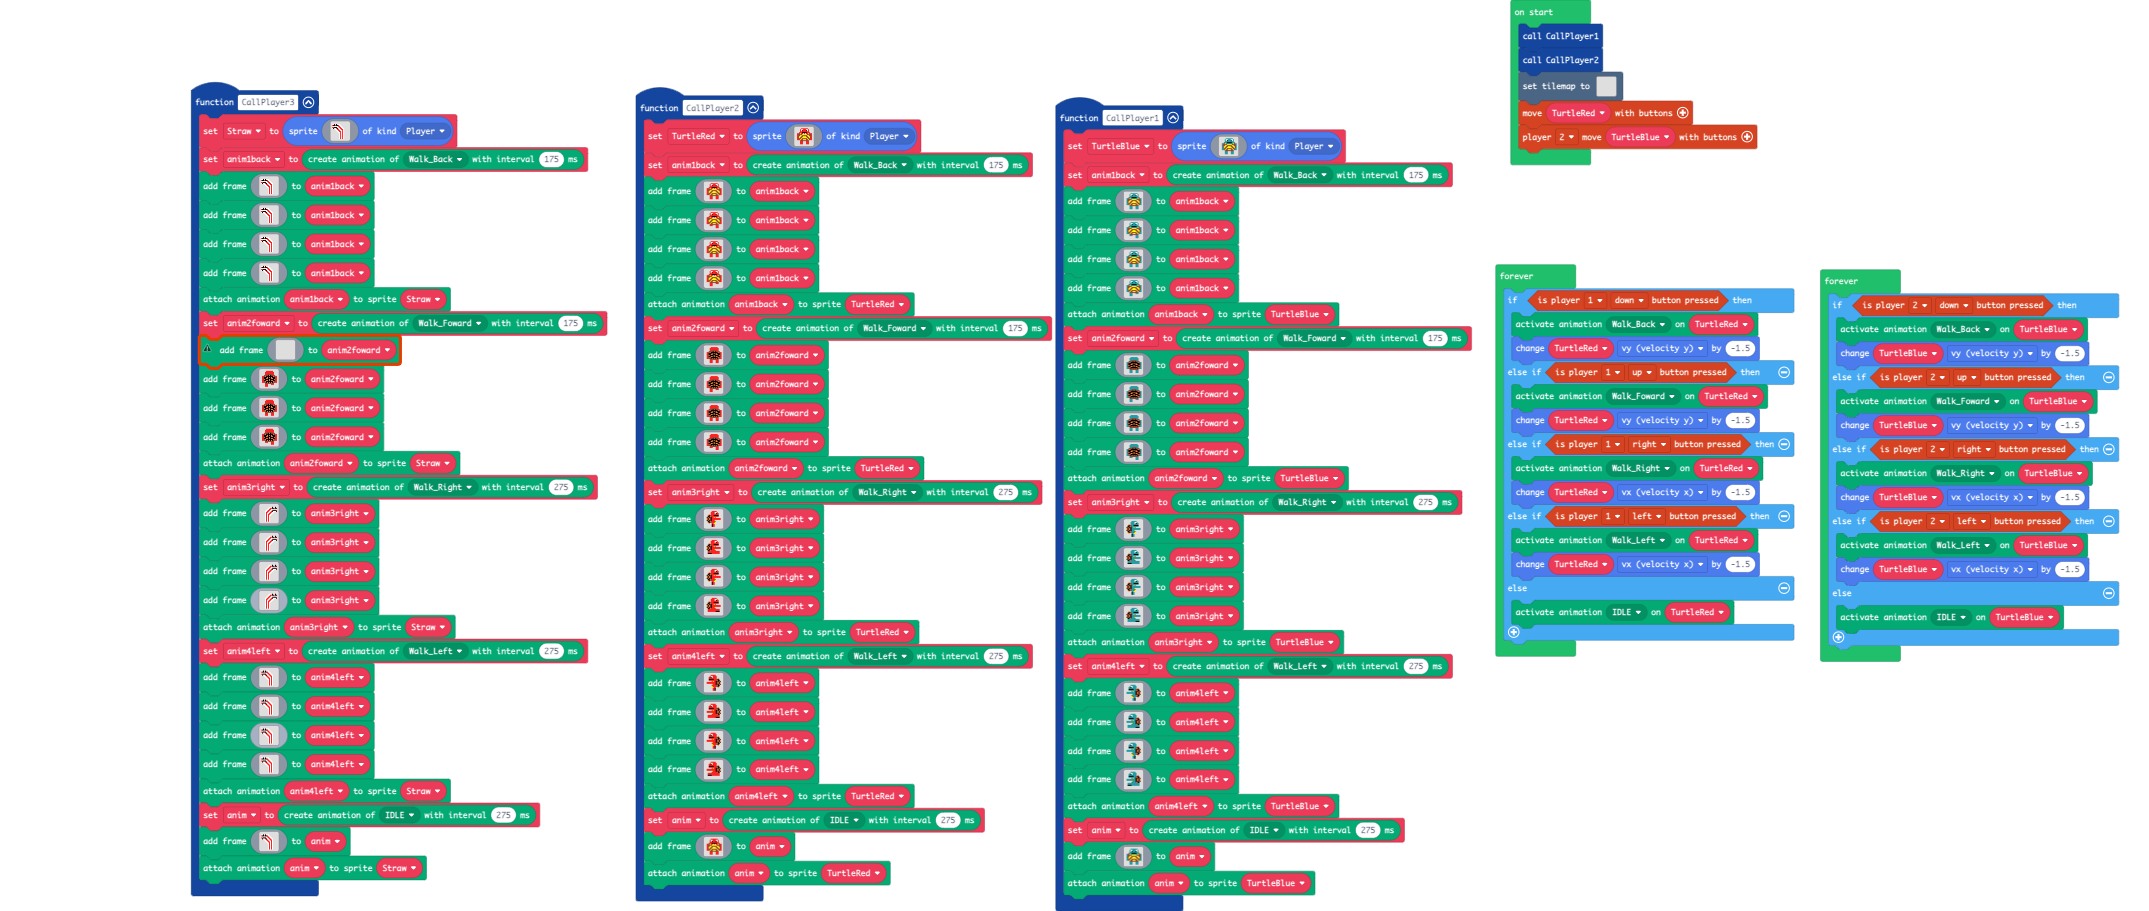 function CallPlayer3
set Straw to sprite of kind Player
set anim1back to create animation of Walk_Back with interval 175 ms
add frame to anim1back
add frame to anim1back
add frame to anim1back
add frame to anim1back
attach animation anim1back to sprite Straw
set anim2foward to create animation of Walk_Foward with interval 175 ms
add frame to anim2foward
add frame to anim2foward
add frame to anim2foward
add frame to anim2foward
attach animation anim2foward to sprite Straw
set anim3right to create animation of Walk_Right with interval 275 ms
add frame to anim3right
add frame to anim3right
add frame to anim3right
add frame to anim3right
attach animation anim3right to sprite Straw
set anim4left to create animation of Walk_Left with interval 275 ms
add frame to anim4left
add frame to anim4left
add frame to anim4left
add frame to anim4left
attach animation anim4left to sprite Straw
set anim to create animation of IDLE with interval 275 ms
add frame to anim
attach animation anim to sprite Straw
function CallPlayer2
set TurtleRed to sprite of kind Player
set anim1back to create animation of Walk_Back with interval 175 ms
add frame to anim1back
add frame to anim1back
add frame to anim1back
add frame to anim1back
attach animation anim1back to sprite TurtleRed
set anim2foward to create animation of Walk_Foward with interval 175 ms
add frame to anim2foward
add frame to anim2foward
add frame to anim2foward
add frame to anim2foward
attach animation anim2foward to sprite TurtleRed
set anim3right to create animation of Walk_Right with interval 275 ms
add frame to anim3right
add frame to anim3right
add frame to anim3right
add frame to anim3right
attach animation anim3right to sprite TurtleRed
set anim4left to create animation of Walk_Left with interval 275 ms
add frame to anim4left
add frame to anim4left
add frame to anim4left
add frame to anim4left
attach animation anim4left to sprite TurtleRed
set anim to create animation of IDLE with interval 275 ms
add frame to anim
attach animation anim to sprite TurtleRed
function CallPlayer1
set TurtleBlue to sprite of kind Player
set anim1back to create animation of Walk_Back with interval 175 ms
add frame to anim1back
add frame to anim1back
add frame to anim1back
add frame to anim1back
attach animation anim1back to sprite TurtleBlue
set anim2foward to create animation of Walk_Foward with interval 175 ms
add frame to anim2foward
add frame to anim2foward
add frame to anim2foward
add frame to anim2foward
attach animation anim2foward to sprite TurtleBlue
set anim3right to create animation of Walk_Right with interval 275 ms
add frame to anim3right
add frame to anim3right
add frame to anim3right
add frame to anim3right
attach animation anim3right to sprite TurtleBlue
set anim4left to create animation of Walk_Left with interval 275 ms
add frame to anim4left
add frame to anim4left
add frame to anim4left
add frame to anim4left
attach animation anim4left to sprite TurtleBlue
set anim to create animation of IDLE with interval 275 ms
add frame to anim
attach animation anim to sprite TurtleBlue
on start
call CallPlayer1
call CallPlayer2
set tilemap to
move TurtleRed with buttons
player 2 move TurtleBlue with buttons
forever
if is player 1 down button pressed then
activate animation Walk_Back on TurtleRed
change TurtleRed vy (velocity y) by -1.5
else if is player 1 up button pressed then
activate animation Walk_Foward on TurtleRed
change TurtleRed vy (velocity y) by -1.5
else if is player 1 right button pressed then
activate animation Walk_Right on TurtleRed
change TurtleRed vx (velocity x) by -1.5
else if is player 1 left button pressed then
activate animation Walk_Left on TurtleRed
change TurtleRed vx (velocity x) by -1.5
else
activate animation IDLE on TurtleRed
forever
if is player 2 down button pressed then
activate animation Walk_Back on TurtleBlue
change TurtleBlue vy (velocity y) by -1.5
else if is player 2 up button pressed then
activate animation Walk_Foward on TurtleBlue
change TurtleBlue vy (velocity y) by -1.5
else if is player 2 right button pressed then
activate animation Walk_Right on TurtleBlue
change TurtleBlue vx (velocity x) by -1.5
else if is player 2 left button pressed then
activate animation Walk_Left on TurtleBlue
change TurtleBlue vx (velocity x) by -1.5
else
activate animation IDLE on TurtleBlue